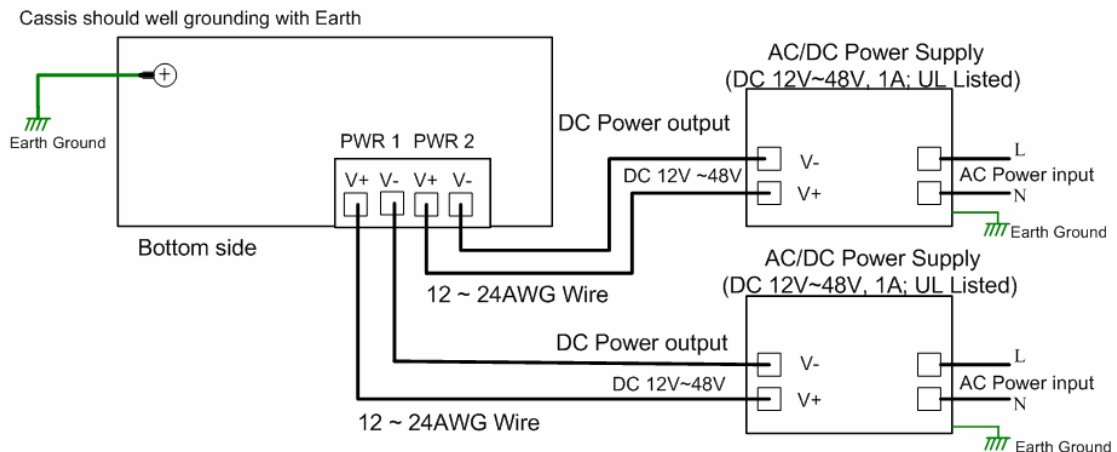 Cassis should well grounding with Earth
Earth Ground
PWR 1 PWR 2
V+ V- V+ V-
Bottom side
AC/DC Power Supply
(DC 12V~48V, 1A; UL Listed)
DC Power output
DC 12V ~48V
V-
V+
L
AC Power input
N
Earth Ground
12 ~ 24AWG Wire
AC/DC Power Supply
(DC 12V~48V, 1A; UL Listed)
DC Power output
DC 12V~48V
V-
V+
L
AC Power input
N
Earth Ground
12 ~ 24AWG Wire